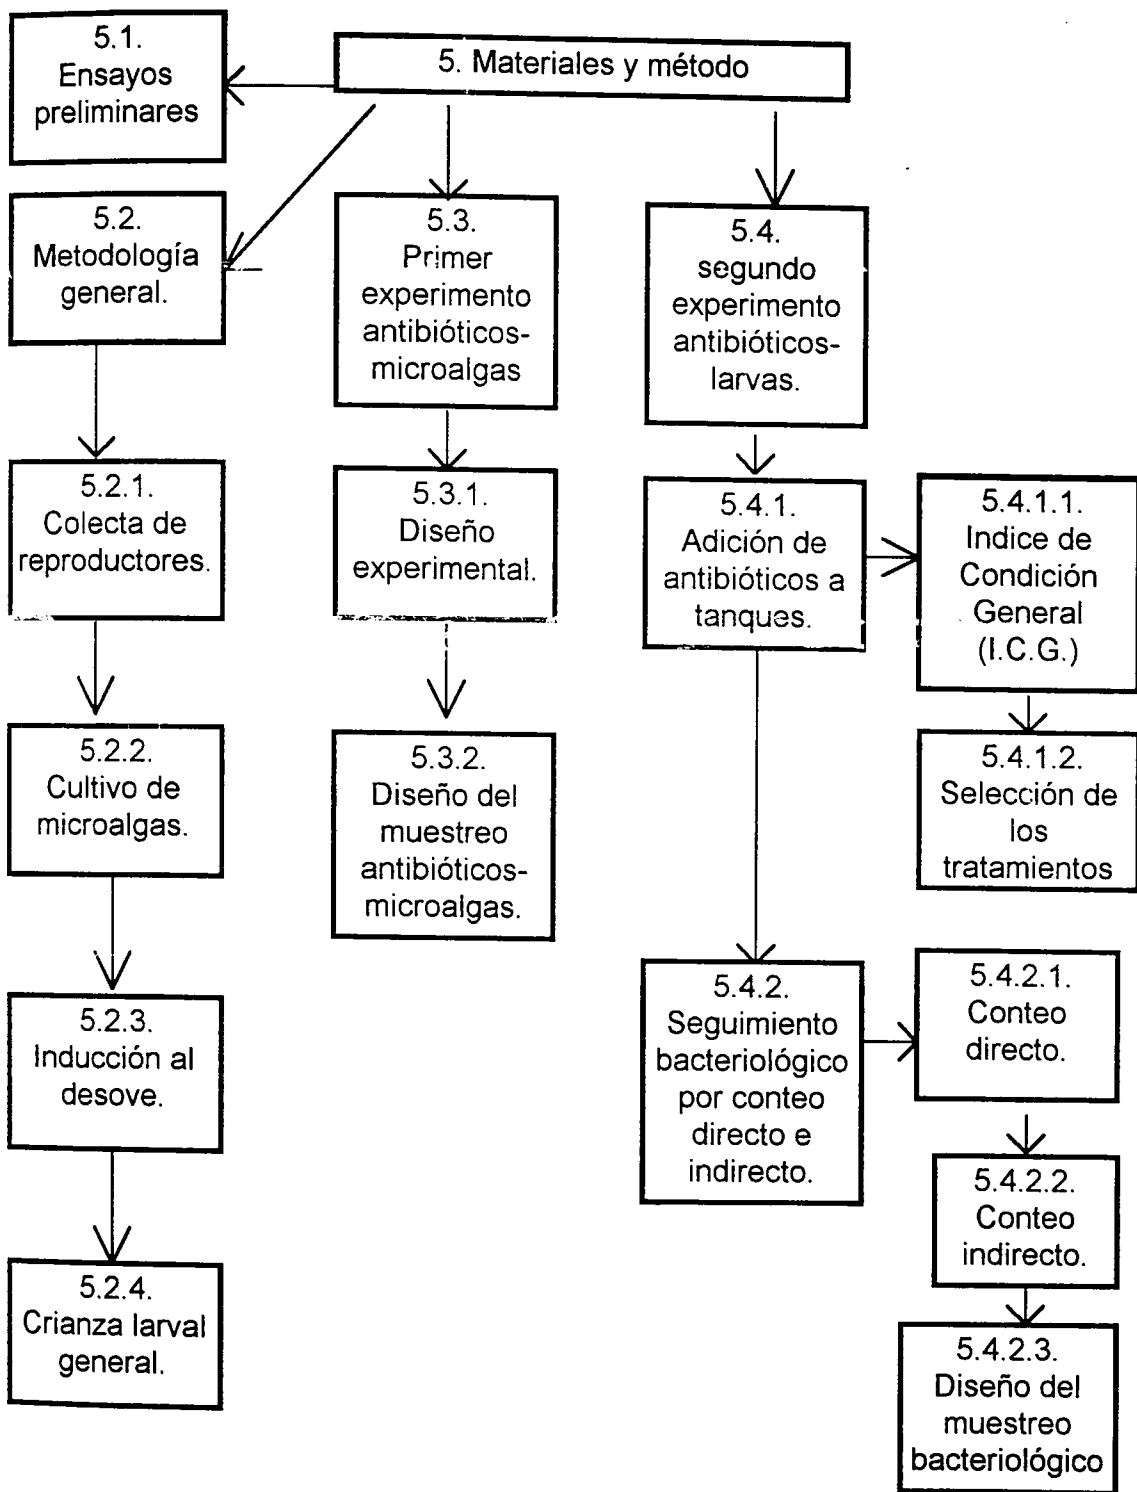 5. Materiales y método
5.1.
Ensayos
preliminares
5.2.
Metodología
general.
5.2.1.
Colecta de
reproductores.
5.2.2.
Cultivo de
microalgas.
5.2.3.
Inducción al
desove.
5.2.4.
Crianza larval
general.
5.3.
Primer
experimento
antibióticos-
microalgas
5.3.1.
Diseño
experimental.
5.3.2.
Diseño del
muestreo
antibióticos-
microalgas.
5.4.
segundo
experimento
antibióticos-
larvas.
5.4.1.
Adición de
antibióticos a
tanques.
5.4.1.1.
Indice de
Condición
General
(I.C.G.)
5.4.1.2.
Selección de
los
tratamientos
5.4.2.
Seguimiento
bacteriológico
por conteo
directo e
indirecto.
5.4.2.1.
Conteo
directo.
5.4.2.2.
Conteo
indirecto.
5.4.2.3.
Diseño del
muestreo
bacteriológico